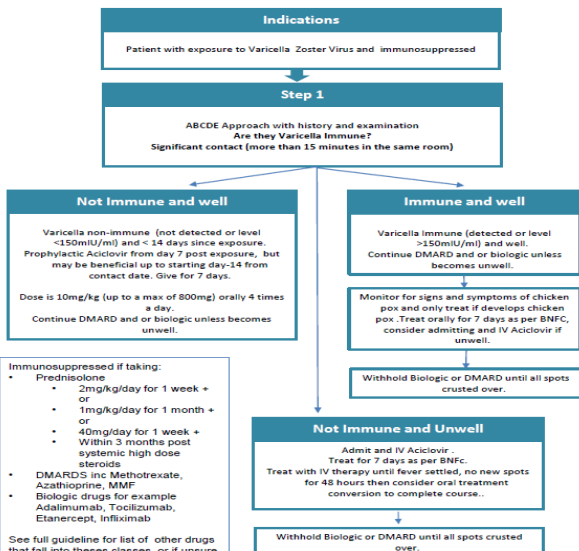 Indications
Patient with exposure to Varicella Zoster Virus and immunosuppressed
Step 1
ABCDE Approach with history and examination
Are they Varicella Immune?
Significant contact (more than 15 minutes in the same room)
Not Immune and well
Varicella non-immune (not detected or level
<150mIU/ml) and < 14 days since exposure.
Prophylactic Aciclovir from day 7 post exposure, but
may be beneficial up to starting day-14 from
contact date. Give for 7 days.
Dose is 10mg/kg (up to a max of 800mg) orally 4 times
a day.
Continue DMARD and or biologic unless becomes
unwell.
Immune and well
Varicella Immune (detected or level
>150mIU/ml) and well.
Continue DMARD or biologic unless
becomes unwell.
Monitor for signs and symptoms of chicken
pox and only treat if develops chicken
pox .Treat orally for 7 days as per BNFC,
consider admitting and IV Aciclovir if
unwell.
Withhold Biologic or DMARD until all spots
crusted over.
Immunosuppressed if taking:
• Prednisolone
• 2mg/kg/day for 1 week +
or
• 1mg/kg/day for 1 month +
or
• 40mg/day for 1 week +
• Within 3 months post
systemic high dose
steroids
• DMARDS inc Methotrexate,
Azathioprine, MMF
• Biologic drugs for example
Adalimumab, Tocilizumab,
Etanercept, Infliximab
See full guideline for list of other drugs
that fall into theses classes, or if unsure
Not Immune and Unwell
Admit and IV Aciclovir .
Treat for 7 days as per BNFc.
Treat with IV therapy until fever settled, no new spots
for 48 hours then consider oral treatment
conversion to complete course..
Withhold Biologic or DMARD until all spots crusted
over.